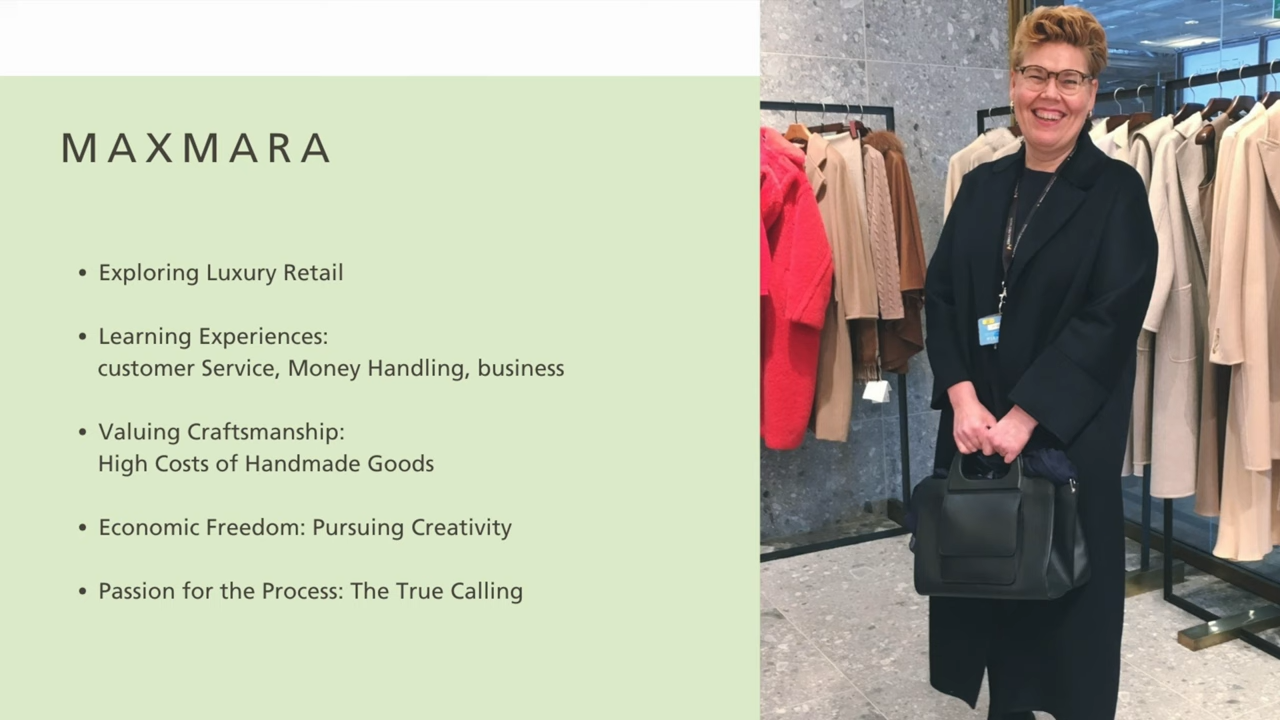 MAXMARA
• Exploring Luxury Retail
• Learning Experiences:
customer Service, Money Handling, business
• Valuing Craftsmanship:
High Costs of Handmade Goods
• Economic Freedom: Pursuing Creativity
• Passion for the Process: The True Calling